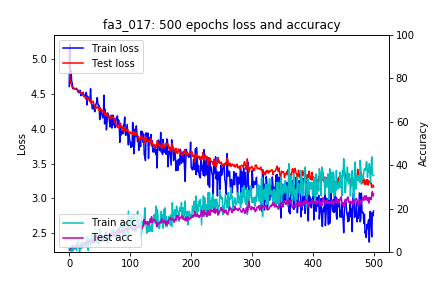 fa3_017: 500 epochs loss and accuracy
Train loss
Test loss
Train acc
Test acc
Loss
5.0
4.5
4.0
3.5
3.0
2.5
100
80
60
40
20
0
Accuracy
0
100
200
300
400
500